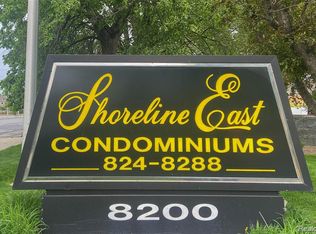 Shoreline East
CONDOMINIUMS
824-8288
8200